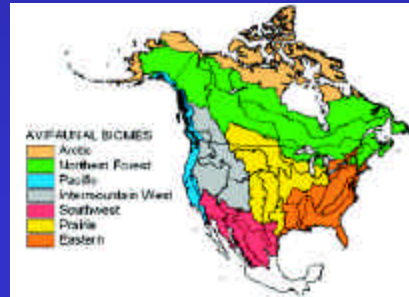 AVIFAUNAL BIOMES
Arctic
Northern Forest
Pacific
Intermountain West
Southwest
Prairie
Eastern